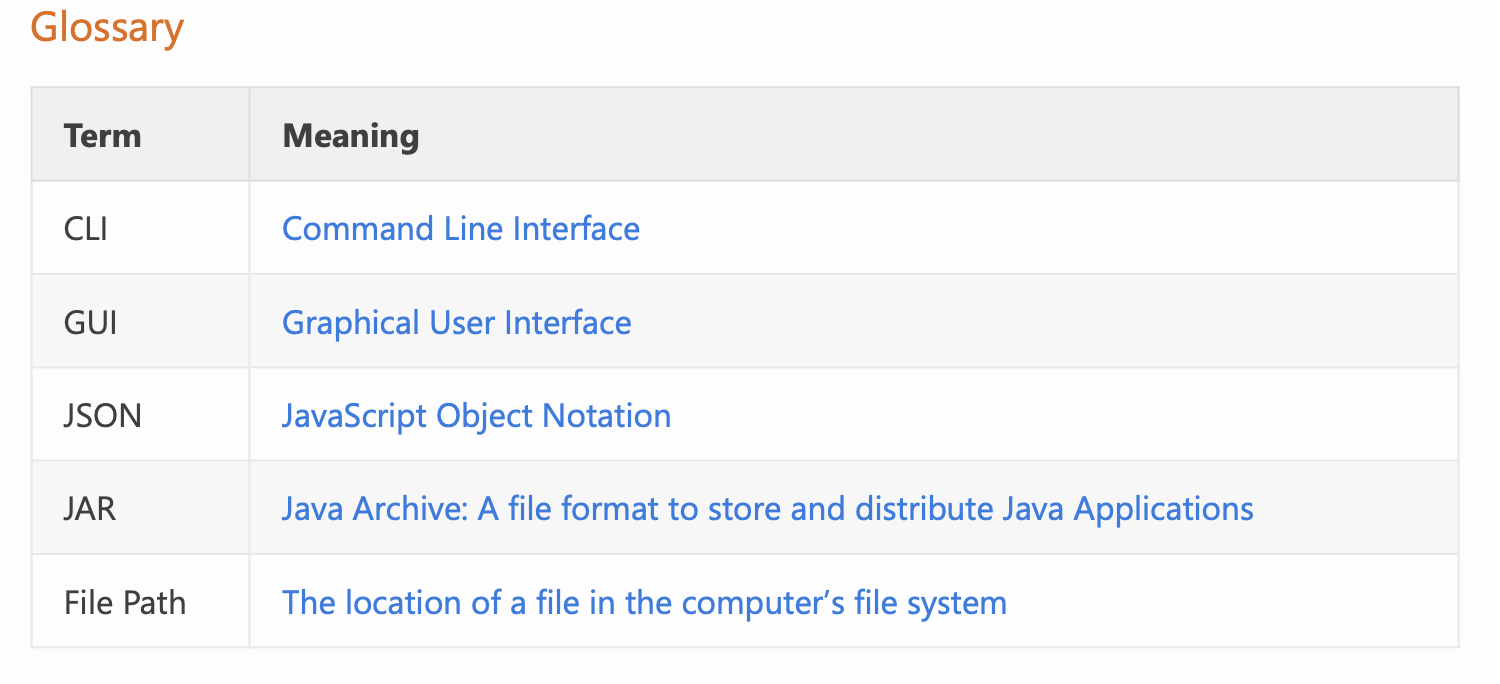 Glossary
Term Meaning
CLI Command Line Interface
GUI Graphical User Interface
JSON JavaScript Object Notation
JAR Java Archive: A file format to store and distribute Java Applications
File Path The location of a file in the computer’s file system